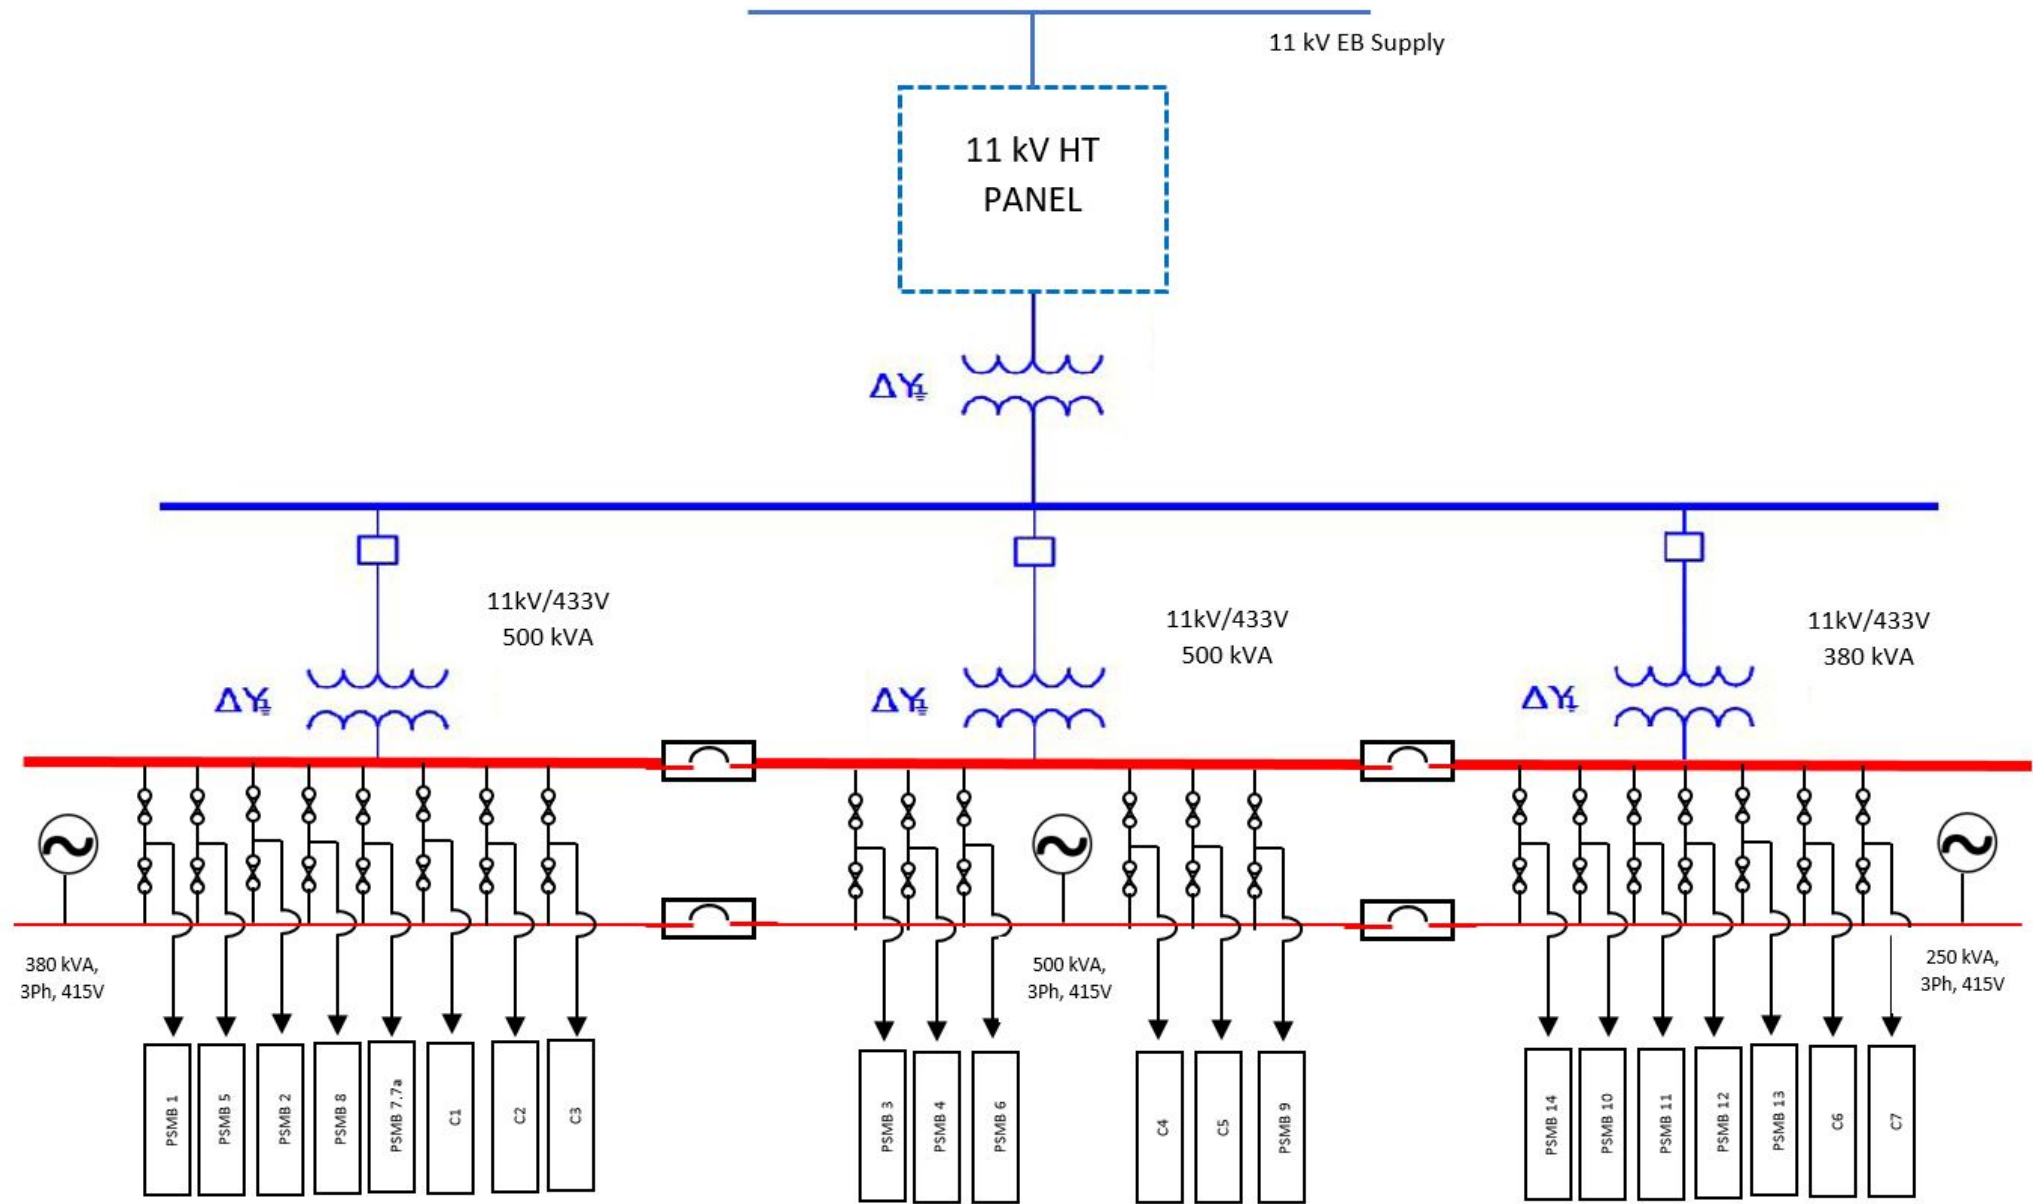 11 kV EB Supply
11 kV HT
PANEL
ΔY
11kV/433V
500 kVA
11kV/433V
500 kVA
11kV/433V
380 kVA
ΔY
ΔY
ΔY
380 kVA,
3Ph, 415V
500 kVA,
3Ph, 415V
250 kVA,
3Ph, 415V
PSMB 1
PSMB 5
PSMB 2
PSMB 8
PSMB 7.7a
C1
C2
C3
PSMB 3
PSMB 4
PSMB 6
C4
C5
PSMB 9
PSMB 14
PSMB 10
PSMB 11
PSMB 12
PSMB 13
C6
C7